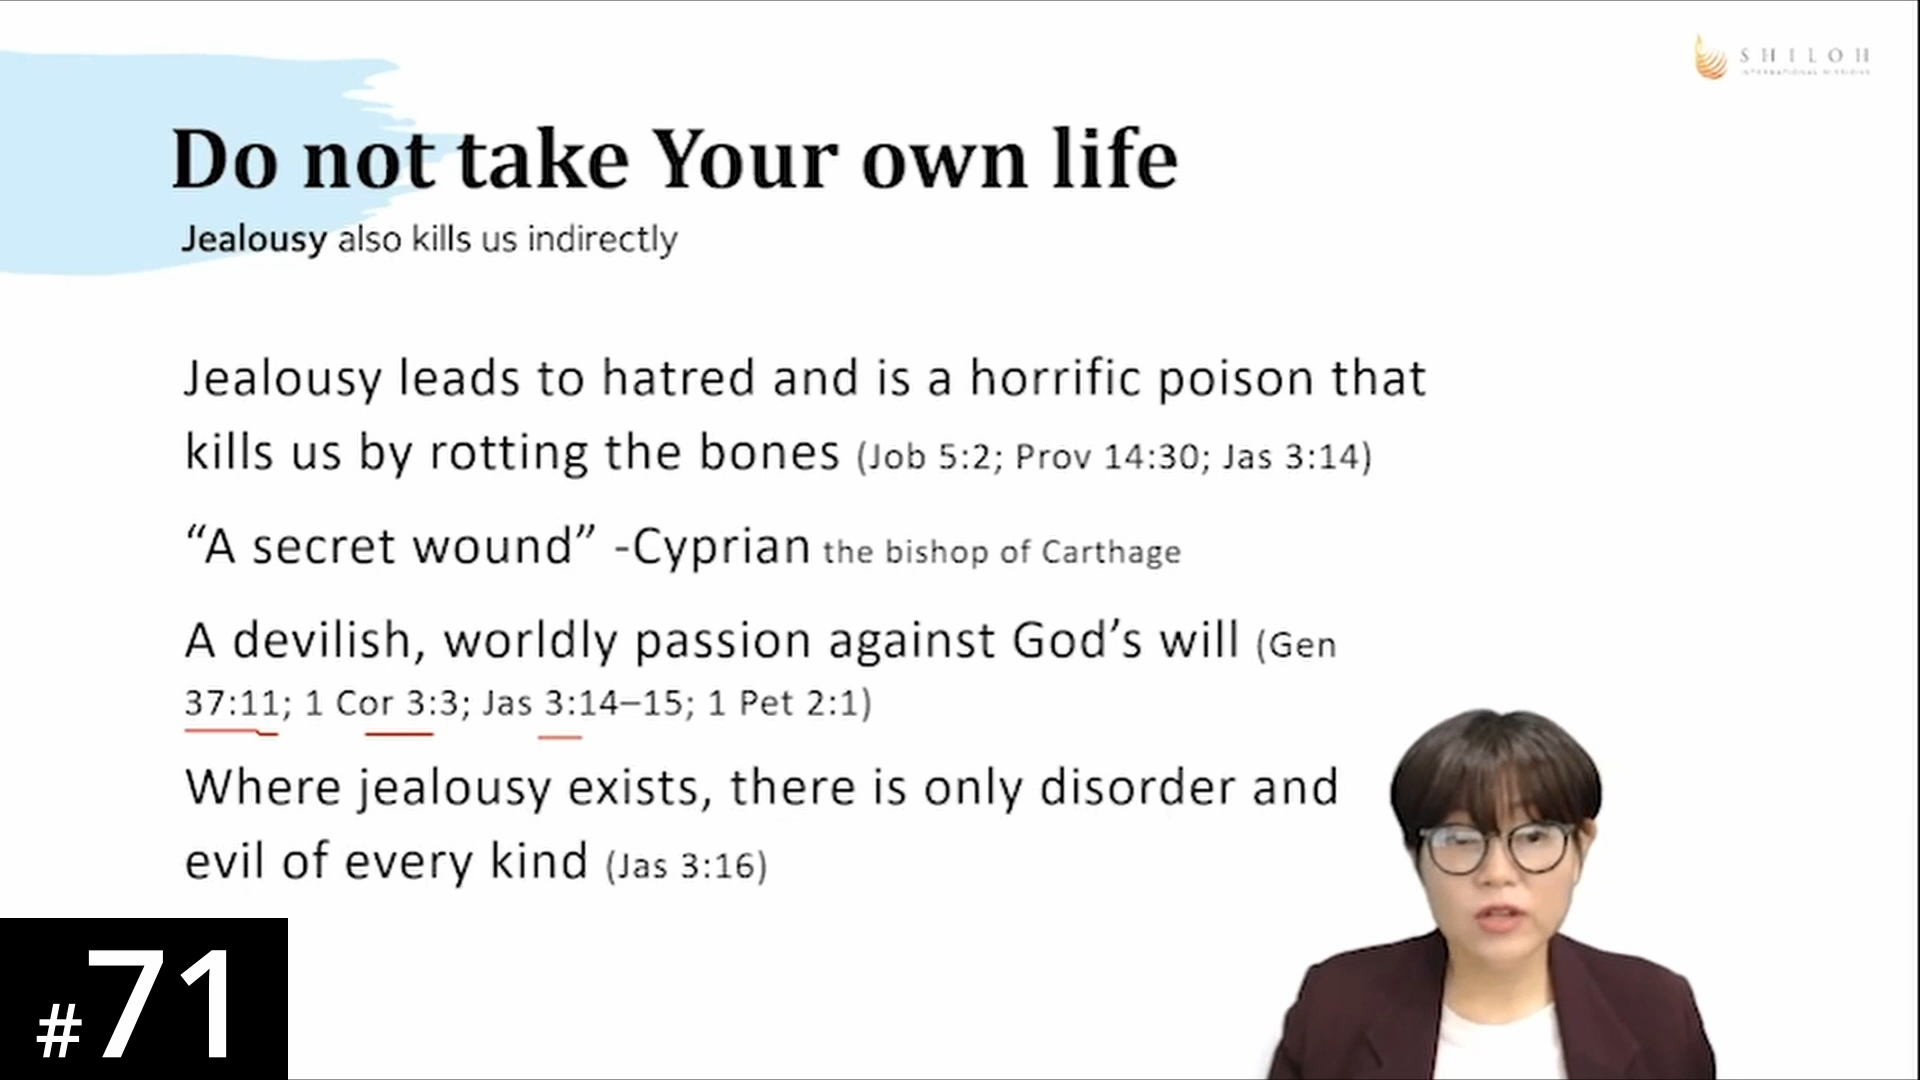 SHILOH
INTERNATIONAL MISSIONS
Do not take Your own life
Jealousy also kills us indirectly
Jealousy leads to hatred and is a horrific poison that
kills us by rotting the bones (Job 5:2; Prov 14:30; Jas 3:14)
“A secret wound” -Cyprian the bishop of Carthage
A devilish, worldly passion against God’s will (Gen
37:11; 1 Cor 3:3; Jas 3:14–15; 1 Pet 2:1)
Where jealousy exists, there is only disorder and
evil of every kind (Jas 3:16)
#71